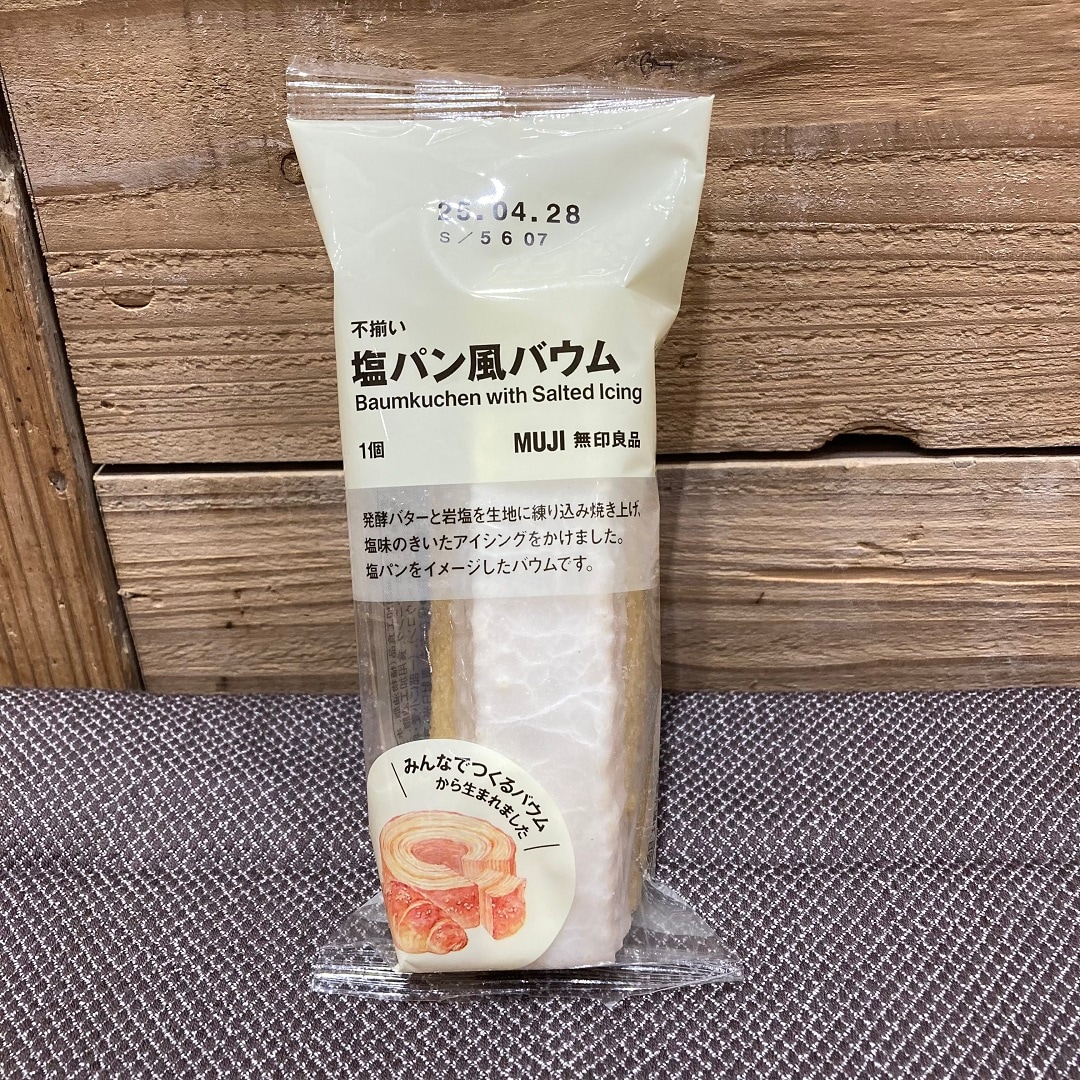 25.04.28
S/5 6 07
不揃い
塩パン風バウム
Baumkuchen with Salted Icing
1個
MUJI 無印良品
発酵バターと岩塩を生地に練り込み焼き上げ、
塩味のきいたアイシングをかけました。
塩パンをイメージしたバウムです。
みんなでつくるバウム
から生まれました